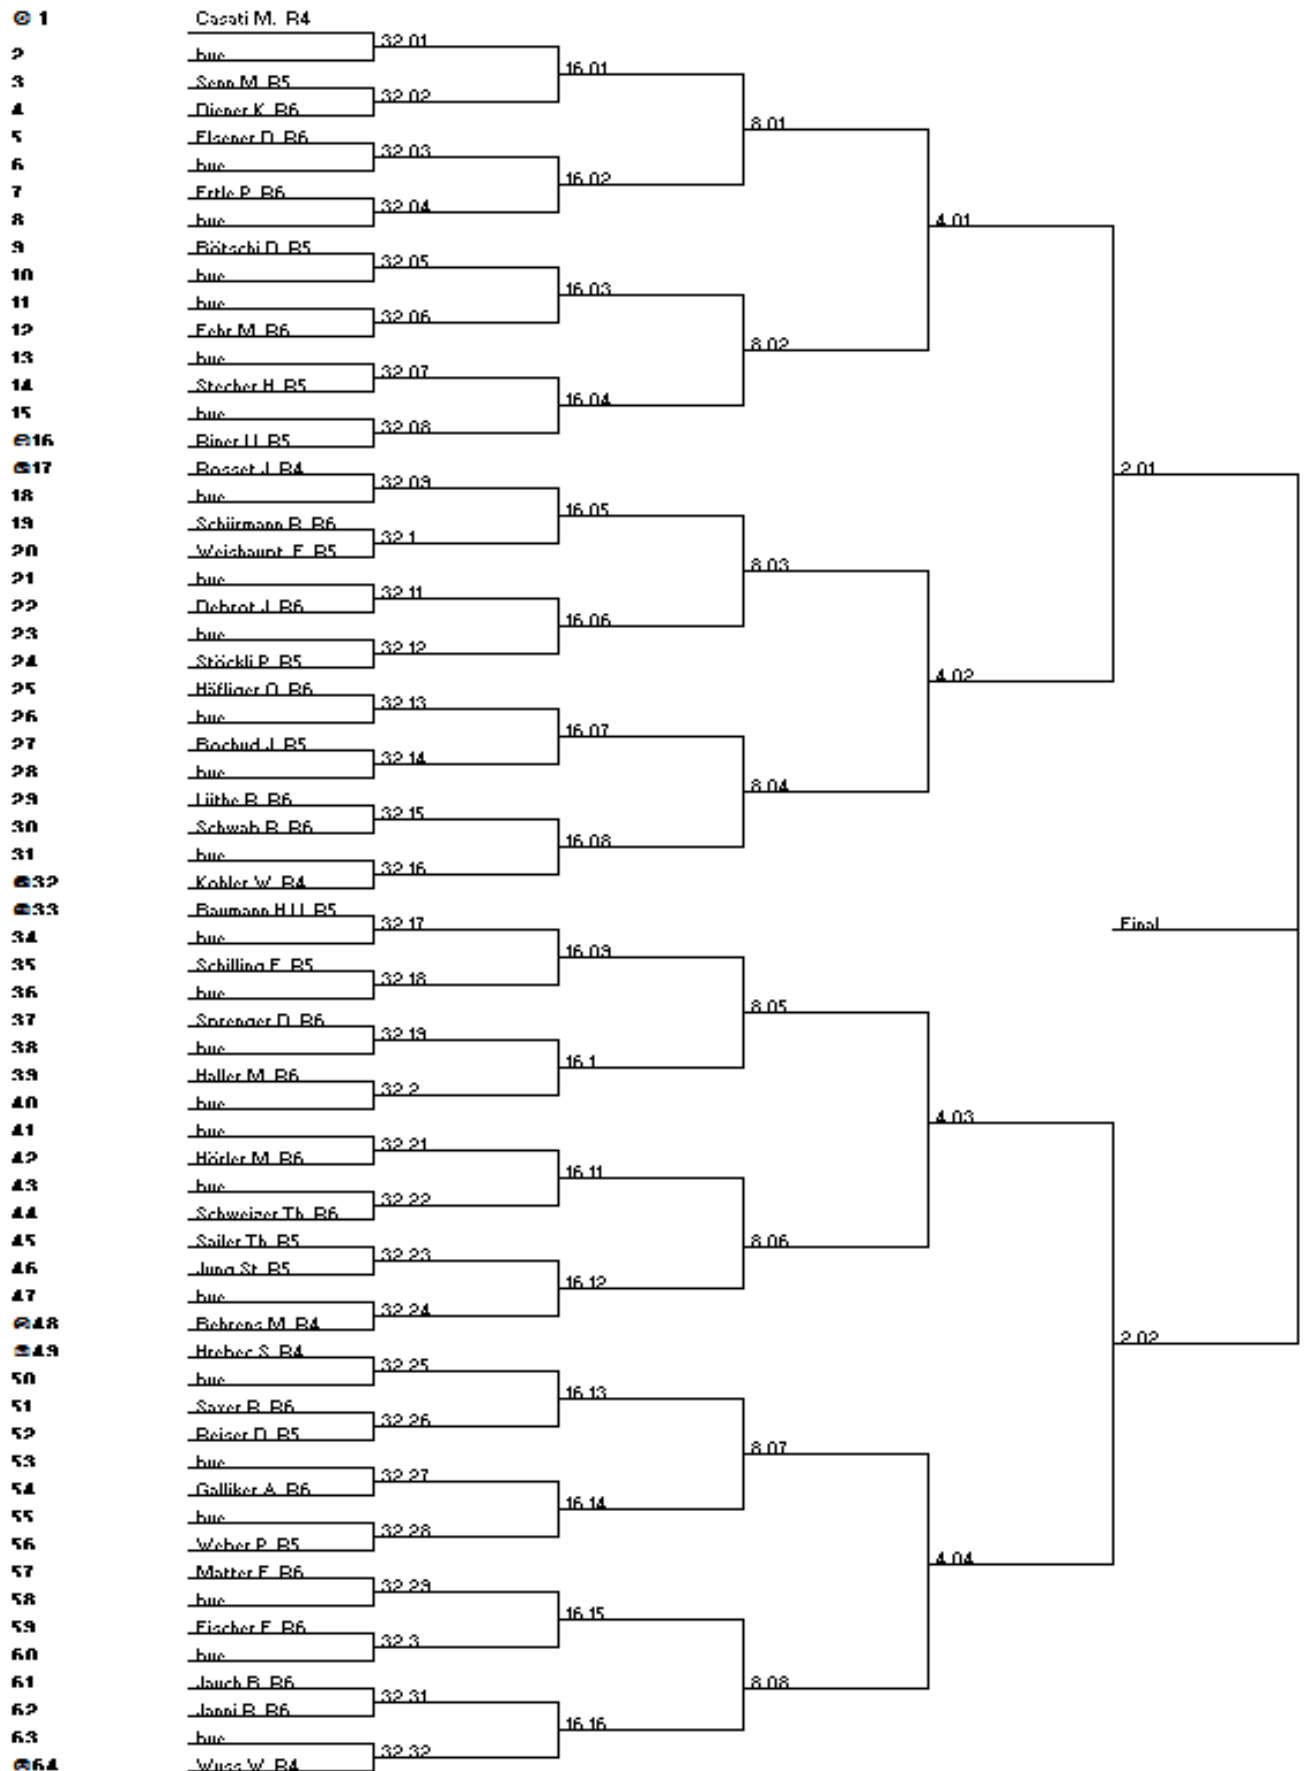 1 Casati M. R4
32.01
2 bye
16.01
3 Senn M. R5
32.02
4 Diener K. R6
8.01
5 Elsener D. R6
32.03
6 bye
16.02
7 Ertle P. R6
32.04
8 bye
4.01
9 Bötschi D. R5
32.05
10 bye
16.03
11 bye
32.06
12 Fehr M. R6
8.02
13 bye
32.07
14 Stecher H. R5
16.04
15 bye
32.08
16 Biner U. R5
17 Rosset J. R4
2.01
32.09
18 bye
16.05
19 Schürmann R. R6
32.1
20 Weishaupt F. R5
8.03
21 bye
32.11
22 Debrot J. R6
16.06
23 bye
32.12
24 Stöckli P. R5
4.02
25 Häfliger O. R6
32.13
26 bye
16.07
27 Rochud J. R5
32.14
28 bye
8.04
29 Lüthe R. R6
32.15
30 Schwab R. R6
16.08
31 bye
32.16
32 Kohler W. R4
33 Baumann H.U. R5
32.17
Final
34 bye
16.09
35 Schilling F. R5
32.18
36 bye
8.05
37 Sprenger D. R6
32.19
38 bye
16.1
39 Haller M. R6
32.2
40 bye
4.03
41 bye
32.21
42 Hörler M. R6
16.11
43 bye
32.22
44 Schweizer Th. R6
45 Sailer Th. R5
8.06
32.23
46 Jung St. R5
16.12
47 bye
32.24
48 Behrens M. R4
2.02
49 Hrebec S. R4
32.25
50 bye
16.13
51 Saxer R. R6
32.26
52 Reiser D. R5
8.07
53 bye
32.27
54 Galliker A. R6
16.14
55 bye
32.28
56 Weber P. R5
4.04
57 Matter F. R6
32.29
58 bye
16.15
59 Fischer F. R6
32.3
60 bye
61 Jauch R. R6
8.08
32.31
62 Janni R. R6
16.16
63 bye
32.32
64 Wuss W. R4